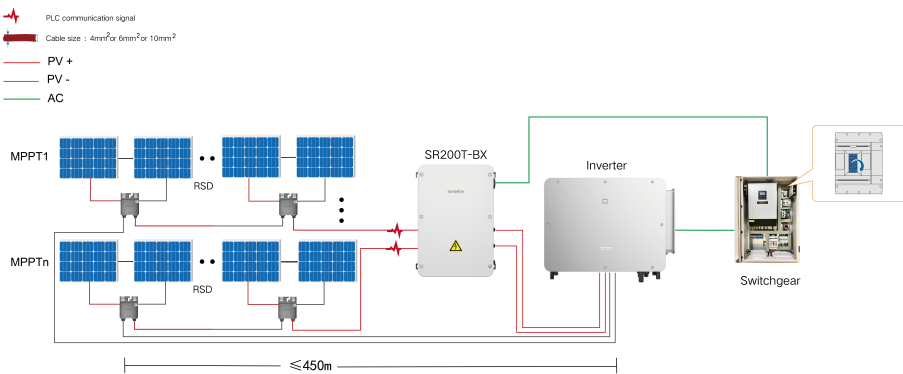 PLC communication signal
Cable size : 4mm²or 6mm²or 10mm²
PV +
PV -
AC
MPPT1
RSD
SR200T-BX
Inverter
MPPTn
RSD
Switchgear
≤450m